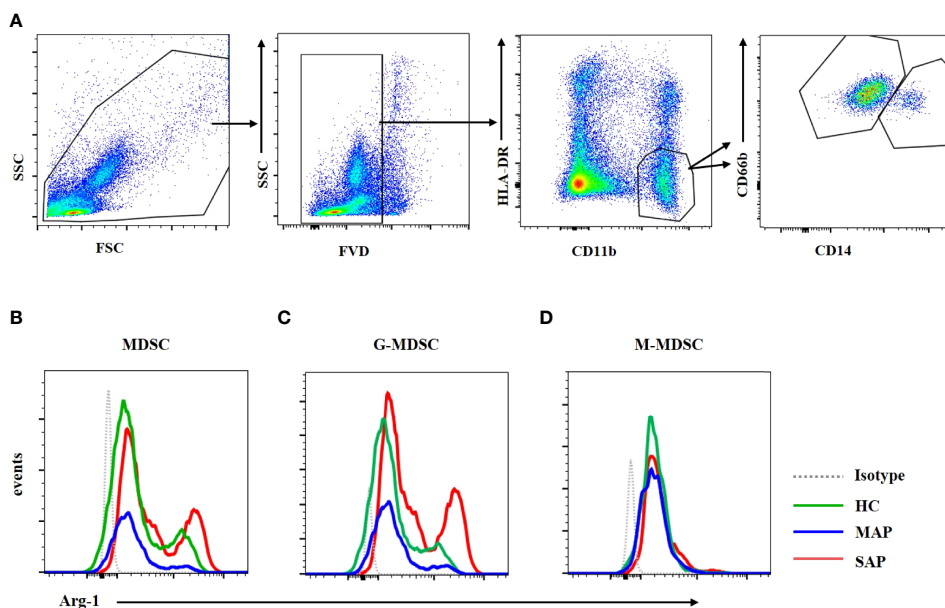 A
SSC
FSC
SSC
FVD
HLA-DR
CD11b
CD66b
CD14
B
MDSC
C
G-MDSC
D
M-MDSC
events
Arg-1
Isotype
HC
MAP
SAP